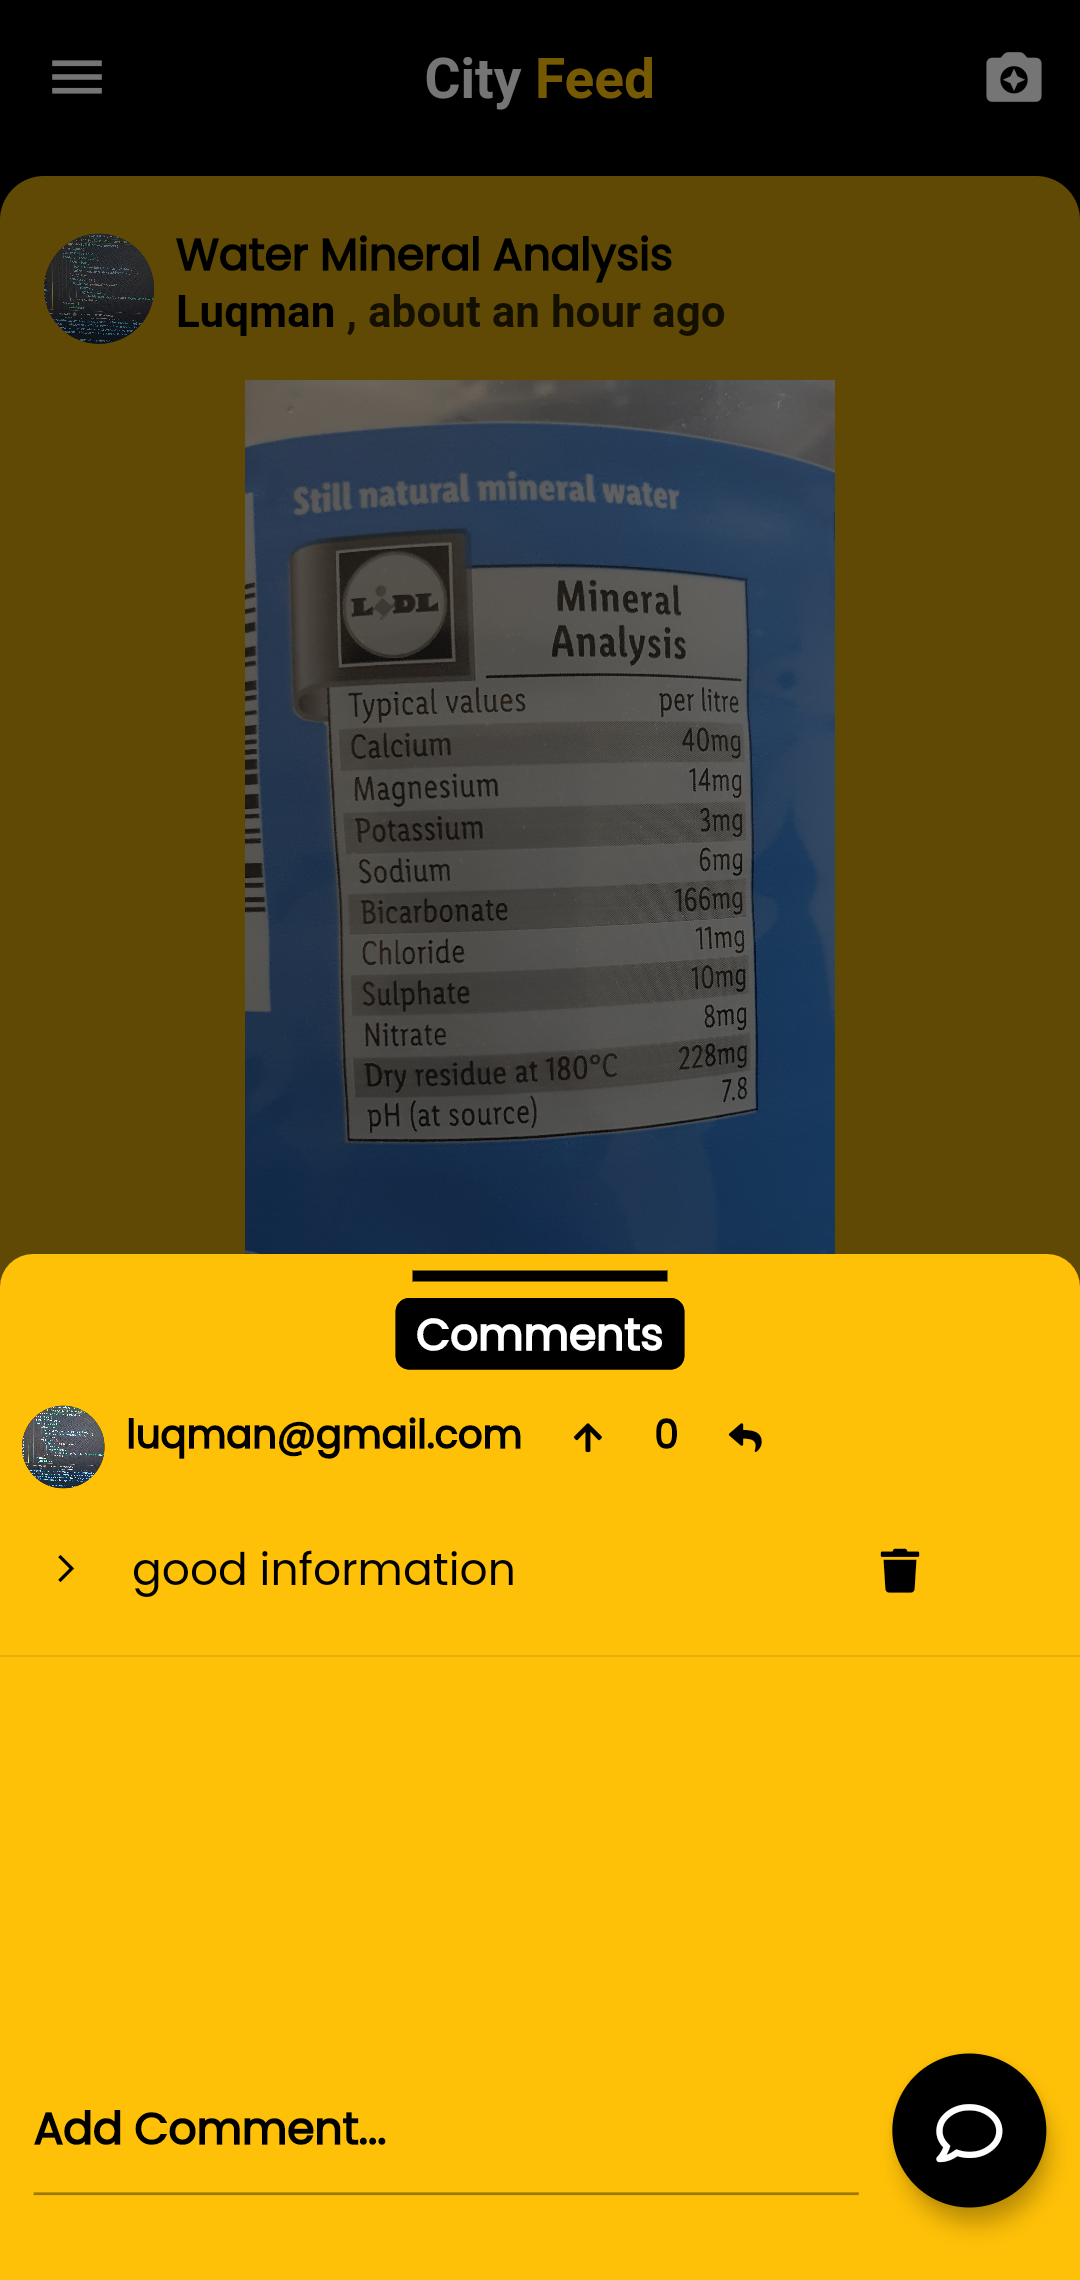 City Feed
Water Mineral Analysis
Luqman , about an hour ago
Still natural mineral water
LIDL
Mineral
Analysis
Typical values per litre
Calcium 40mg
Magnesium 14mg
Potassium 3mg
Sodium 6mg
Bicarbonate 166mg
Chloride 11mg
Sulphate 10mg
Nitrate 8mg
Dry residue at 180°C 228mg
pH (at source) 7.8
Comments
luqman@gmail.com 0
good information
Add Comment...